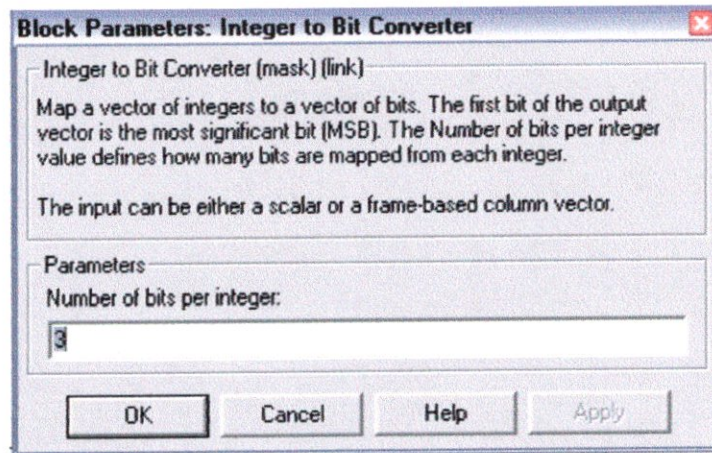 Block Parameters: Integer to Bit Converter
Integer to Bit Converter (mask) (link)
Map a vector of integers to a vector of bits. The first bit of the output
vector is the most significant bit (MSB). The Number of bits per integer
value defines how many bits are mapped from each integer.
The input can be either a scalar or a frame-based column vector.
Parameters
Number of bits per integer:
3
OK Cancel Help Apply